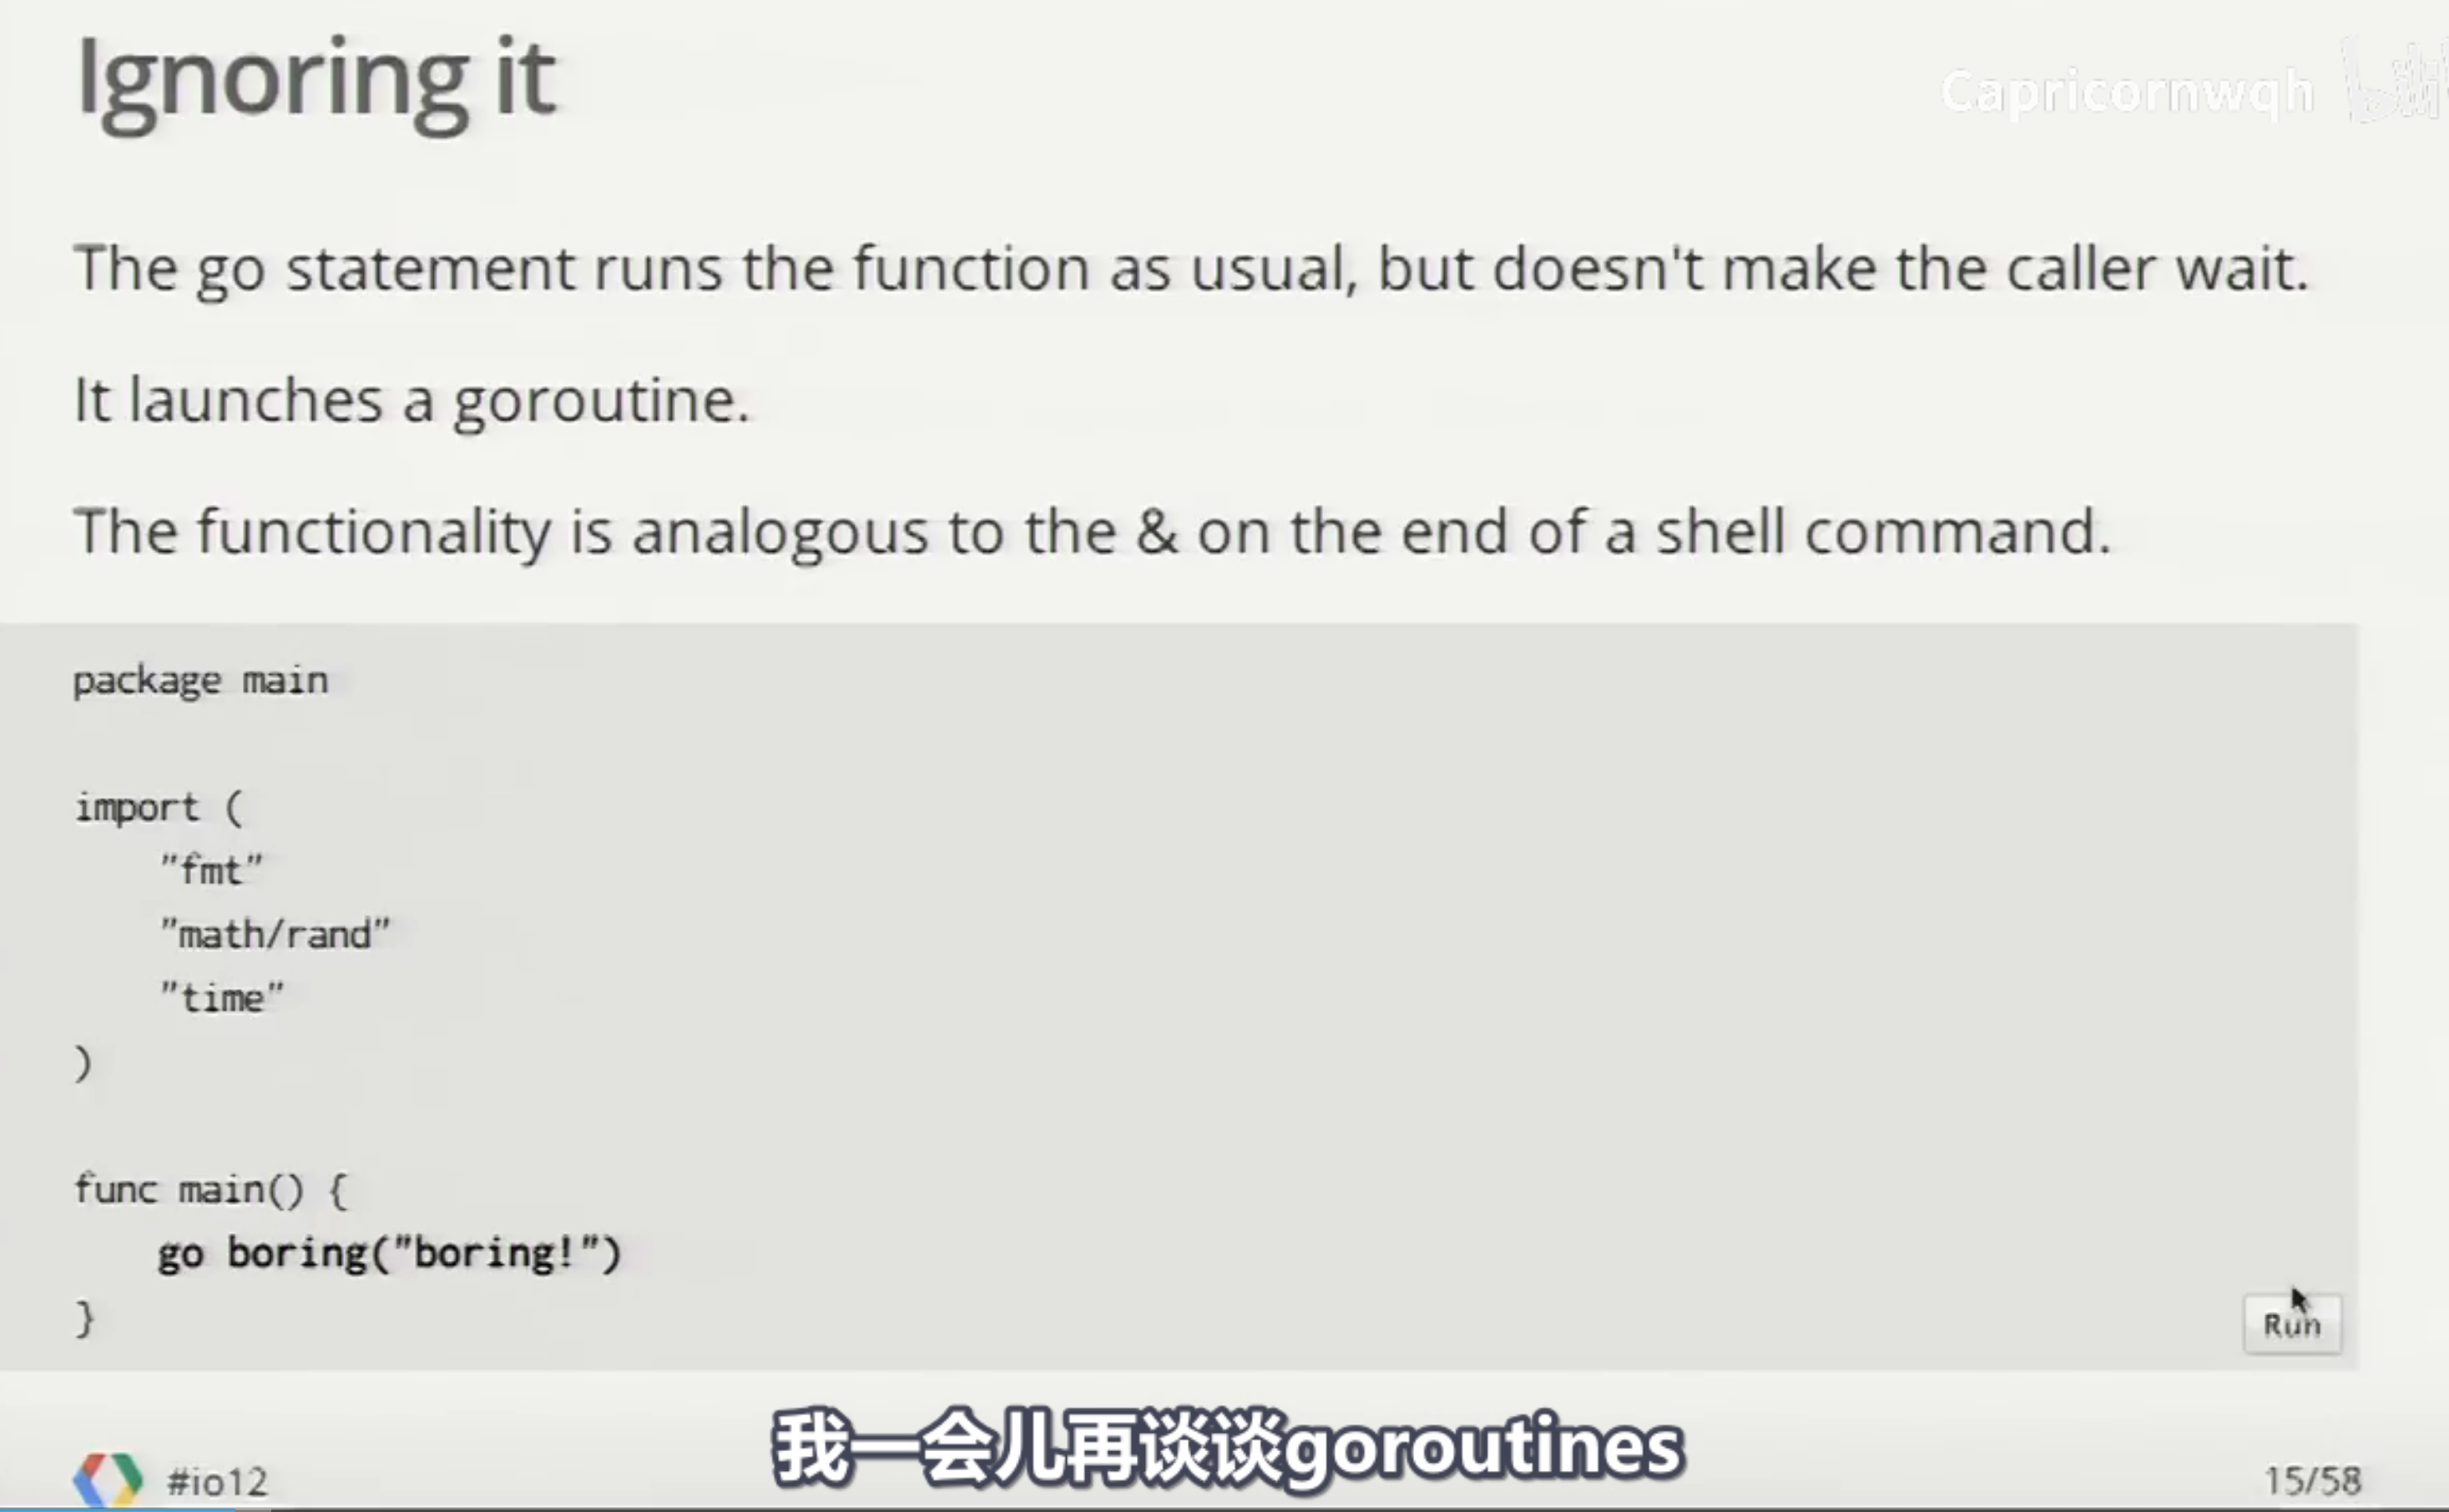 Ignoring it
Capricornwqh
The go statement runs the function as usual, but doesn't make the caller wait.
It launches a goroutine.
The functionality is analogous to the & on the end of a shell command.
package main
import (
"fmt"
"math/rand"
"time"
)
func main() {
go boring("boring!")
}
Run
我一会儿再谈谈goroutines
#io12
15/58